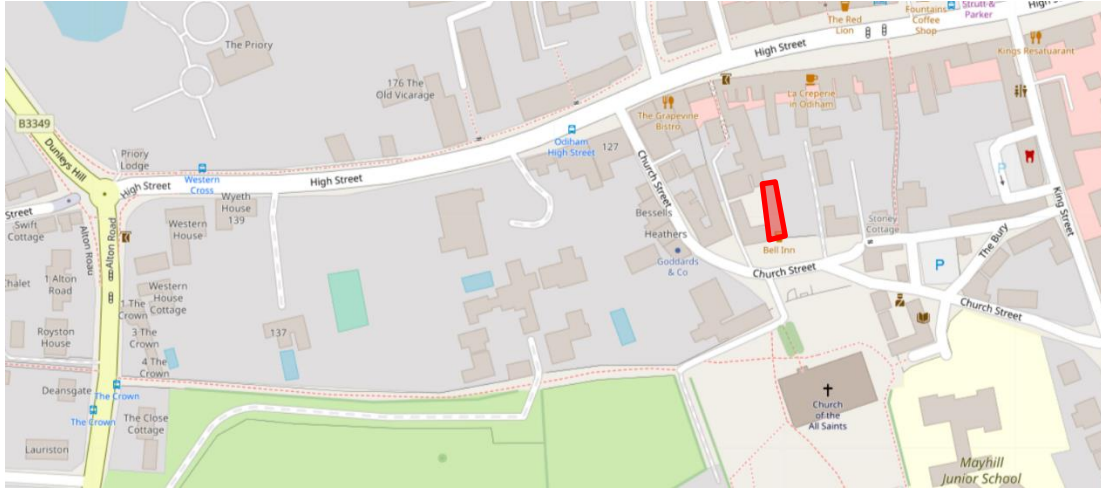 High S
Strutt &
Parker
Fountains
Coffee
Shop
The Red
Lion
High Street
Kings Resatuarant
The Priory
176 The
Old Vicarage
La Creperie
in Odiham
The Grapevine
Bistro
B3349
Dunleys Hill
Odiham
High Street
127
Priory
Lodge
Western
Cross
High Street
High Street
Church Street
P
King Street
Street
Swift
Cottage
Alton Road
Alton Road
Western
House
Wyeth
House
139
Bessells
Heathers
Goddards
& Co
Bell Inn
Stoney
Cottage
The Bury
P
Church Street
Church Street
Chalet
1 Alton
Road
Western
House
Cottage
1 The
Crown
3 The
Crown
4 The
Crown
Royston
House
137
Deansgate
The Crown
The Crown
The Close
Cottage
Lauriston
Church
of the
All Saints
Mayhill
Junior School